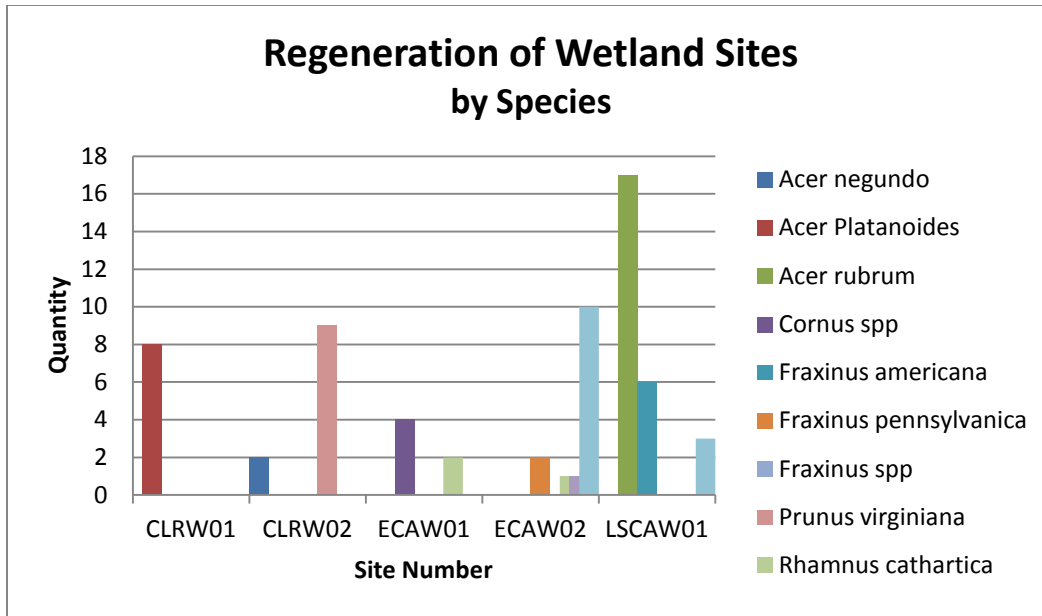 Regeneration of Wetland Sites
by Species
18
16
14
12
10
8
6
4
2
0
Quantity
CLRW01 CLRW02 ECAW01 ECAW02 LSCAW01
Site Number
Acer negundo
Acer Platanoides
Acer rubrum
Cornus spp
Fraxinus americana
Fraxinus pennsylvanica
Fraxinus spp
Prunus virginiana
Rhamnus cathartica